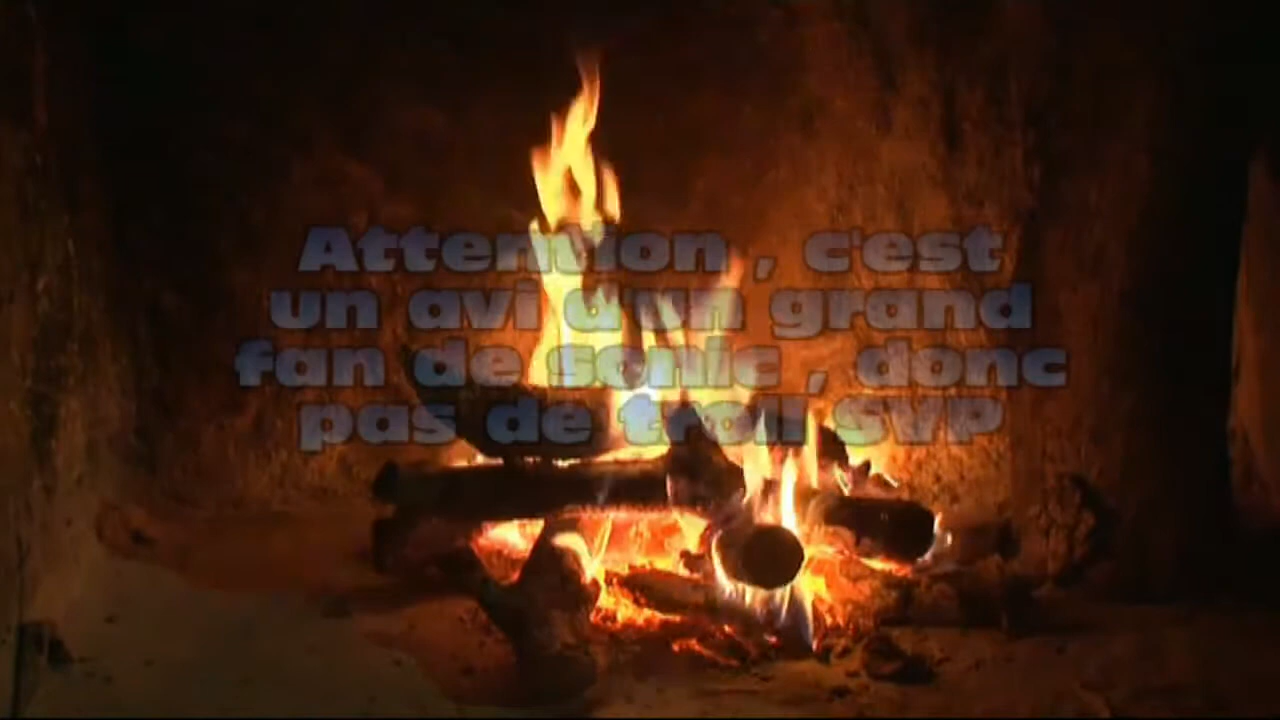 Attention , c'est
un avi d'un grand
fan de sonic , donc
pas de troll SVP